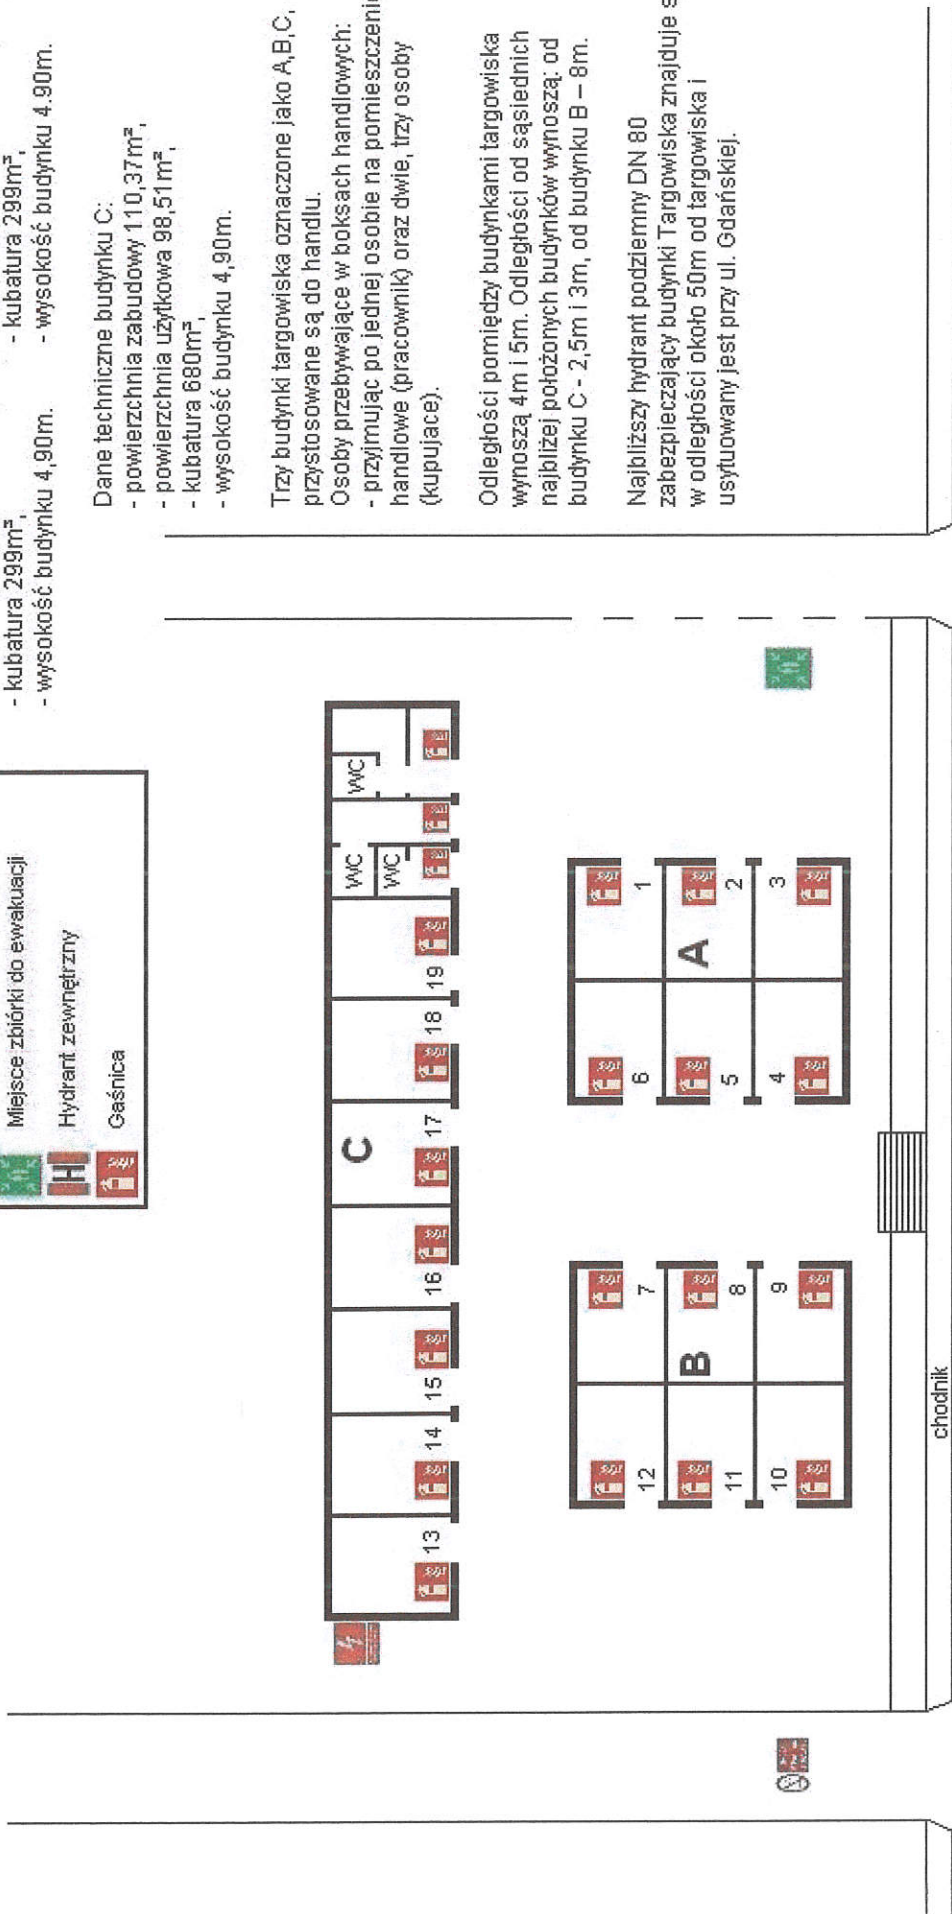 - kubatura 299m³,
- wysokość budynku 4,90m.
- kubatura 299m³,
- wysokość budynku 4.90m.
Dane techniczne budynku C:
- powierzchnia zabudowy 110,37m²,
- powierzchnia użytkowa 98,51m²,
- kubatura 680m³,
- wysokość budynku 4,90m.
Trzy budynki targowiska oznaczone jako A,B,C,
przystosowane są do handlu.
Osoby przebywające w boksach handlowych:
- przyjmując po jednej osobie na pomieszczenie
handlowe (pracownik) oraz dwie, trzy osoby
(kupujace).
Odległości pomiędzy budynkami targowiska
wynoszą 4m i 5m. Odległości od sąsiednich
najbliżej położonych budynków wynoszą: od
budynku C - 2,5m i 3m, od budynku B – 8m.
Najbliższy hydrant podziemny DN 80
zabezpieczający budynki Targowiska znajduje s
w odległości około 50m od targowiska i
usytuowany jest przy ul. Gdańskiej.
Miejsce zbiórki do ewakuacji
H
Hydrant zewnętrzny
Gaśnica
13
14
15
16
17
18
19
C
WC
WC
WC
12
7
6
1
B
A
11
8
5
2
10
9
4
3
chodnik